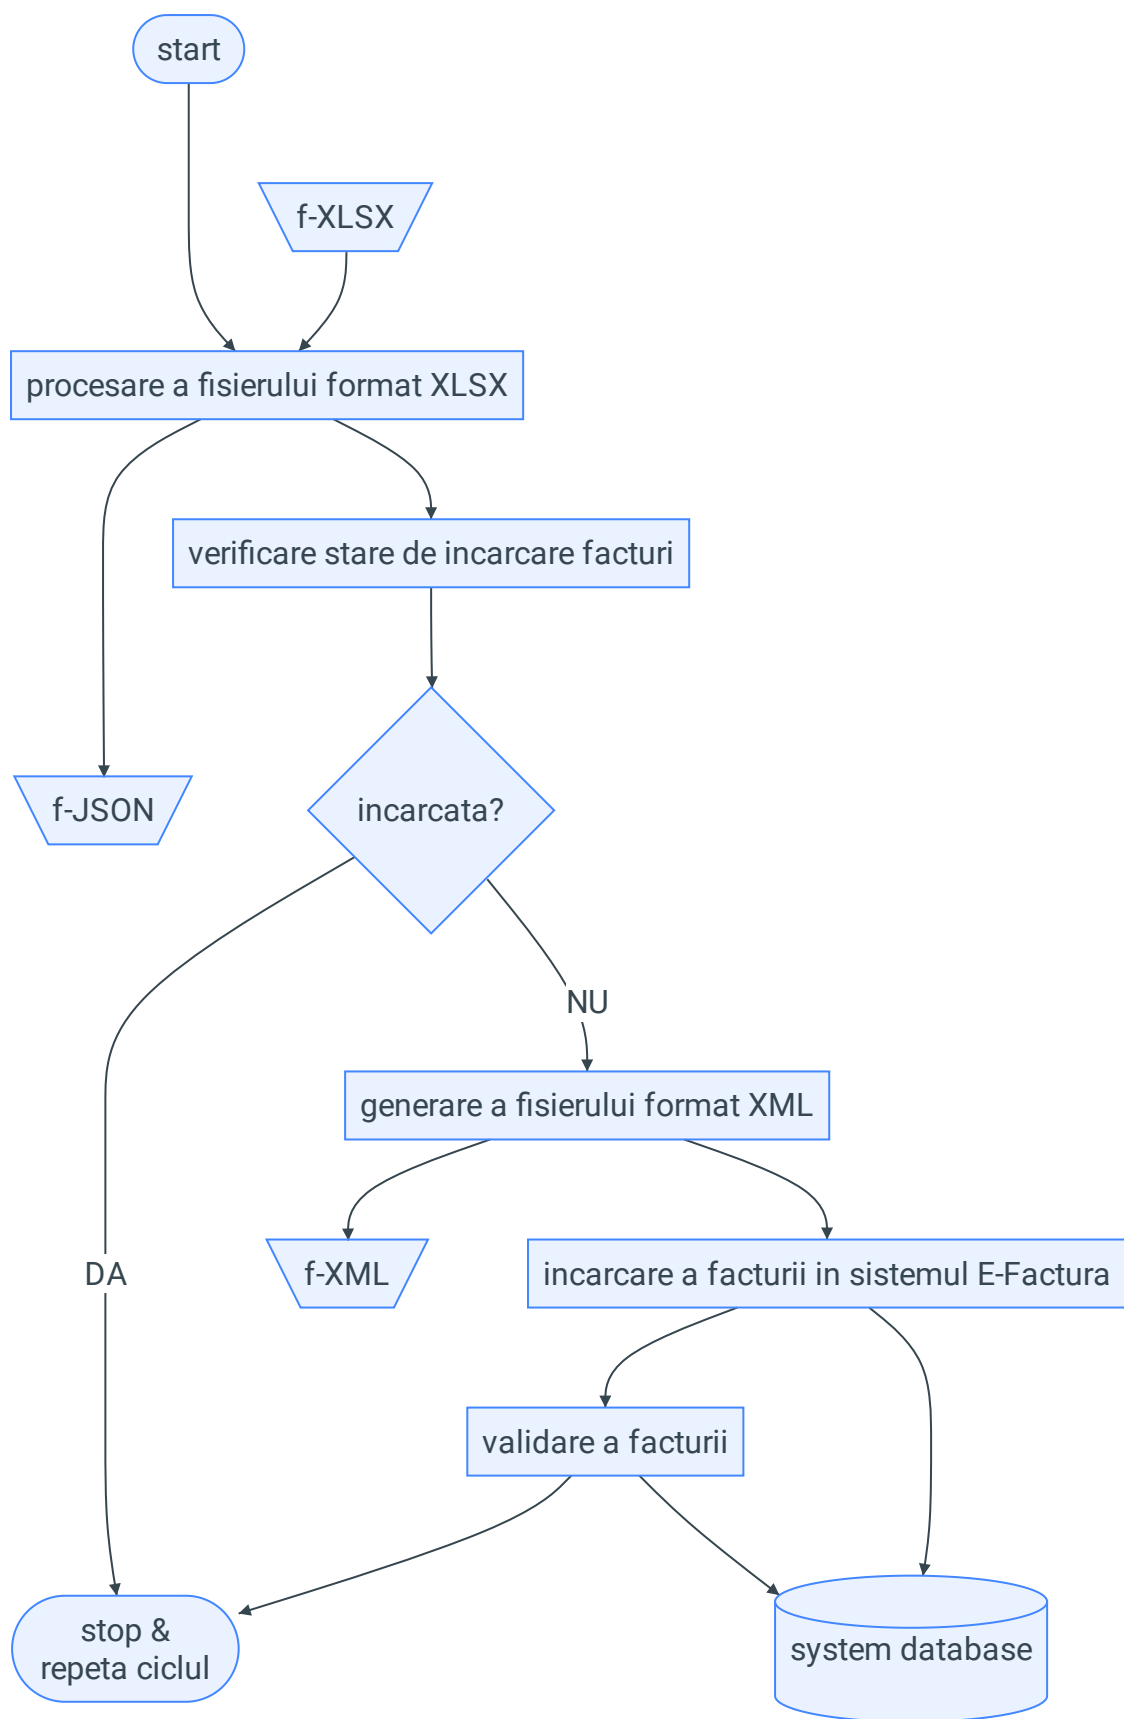 start
f-XLSX
procesare a fisierului format XLSX
verificare stare de incarcare facturi
f-JSON
incarcata?
NU
generare a fisierului format XML
DA
f-XML
incarcare a facturii in sistemul E-Factura
validare a facturii
stop &
repeta ciclul
system database